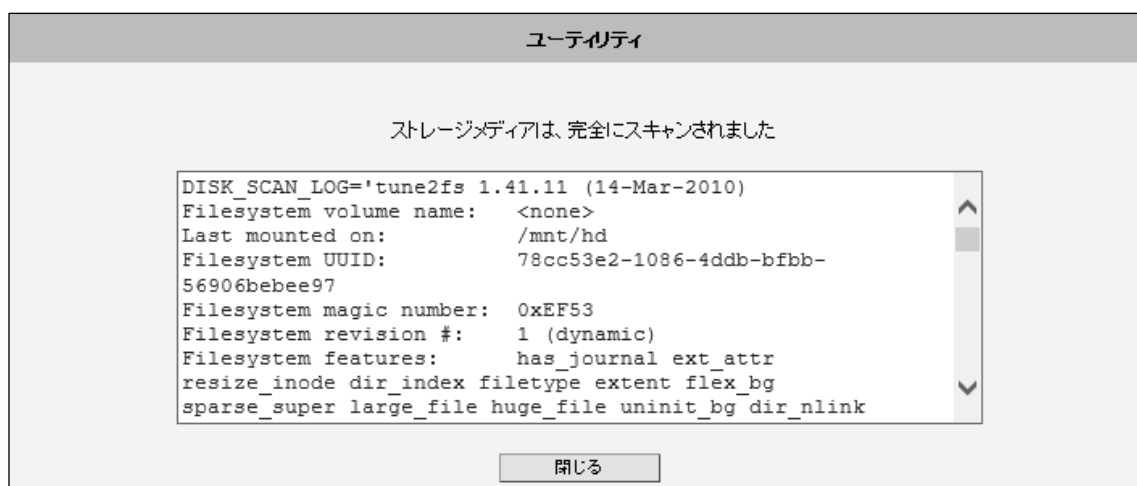 ユーティリティ
ストレージメディアは、完全にスキャンされました
DISK_SCAN_LOG='tune2fs 1.41.11 (14-Mar-2010)
Filesystem volume name:   <none>
Last mounted on:          /mnt/hd
Filesystem UUID:          78cc53e2-1086-4ddb-bfbb-
56906bebee97
Filesystem magic number:  0xEF53
Filesystem revision #:    1 (dynamic)
Filesystem features:      has_journal ext_attr
resize_inode dir_index filetype extent flex_bg
sparse_super large_file huge_file uninit_bg dir_nlink
閉じる